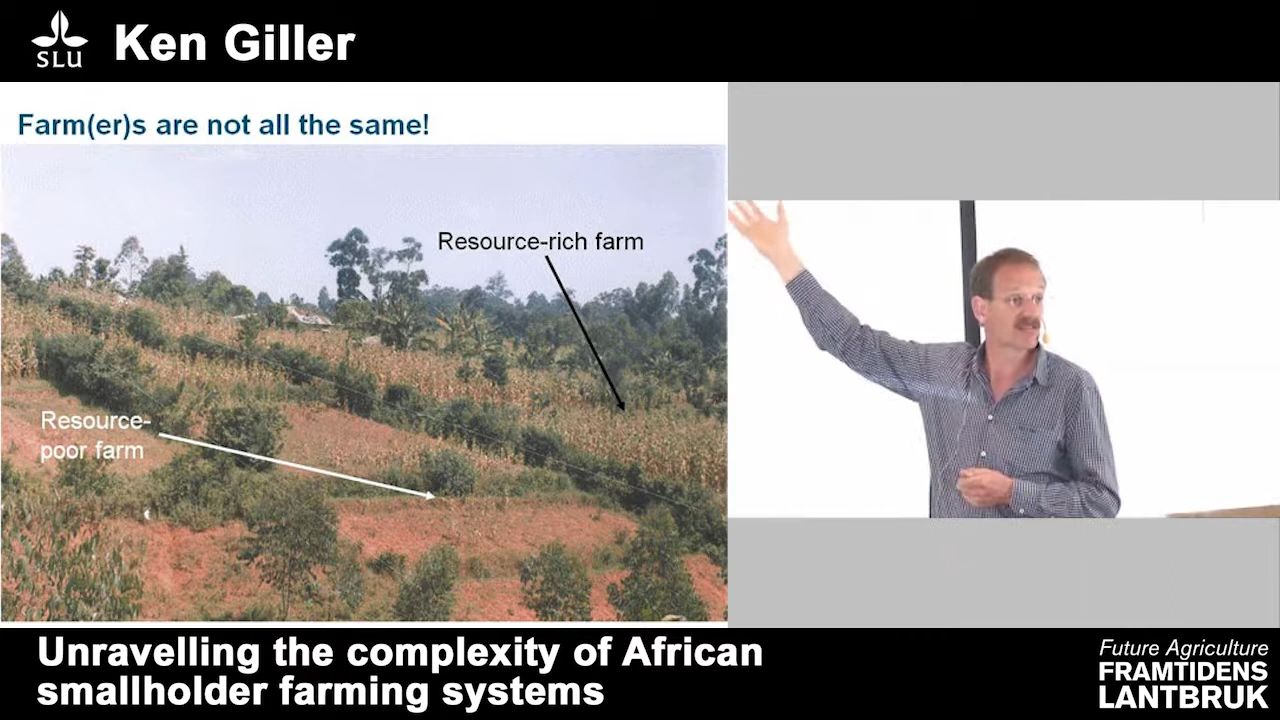 SLU
Ken Giller
Farm(er)s are not all the same!
Resource-rich farm
Resource-
poor farm
Unravelling the complexity of African
smallholder farming systems
Future Agriculture
FRAMTIDENS
LANTBRUK